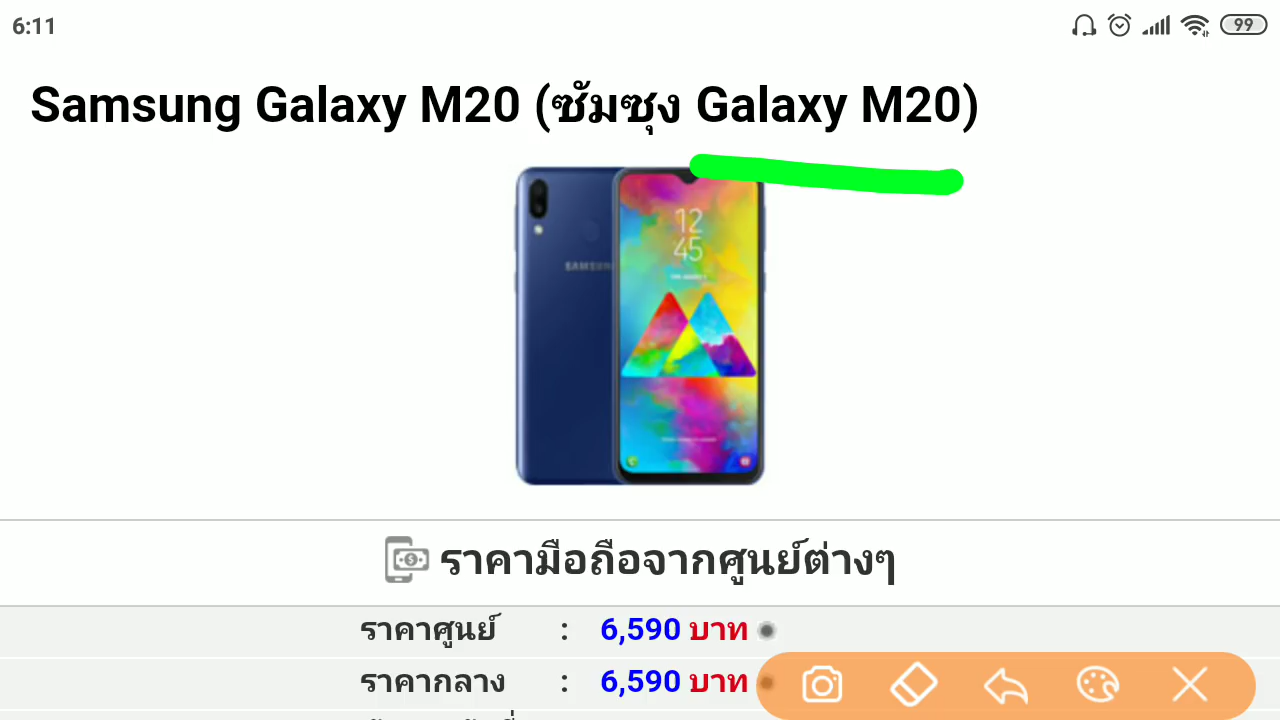 6:11
99
Samsung Galaxy M20 (ซัมซุง Galaxy M20)
12
45
SAMSUNG
ราคามือถือจากศูนย์ต่างๆ
ราคาศูนย์ : 6,590 บาท
ราคากลาง : 6,590 บาท